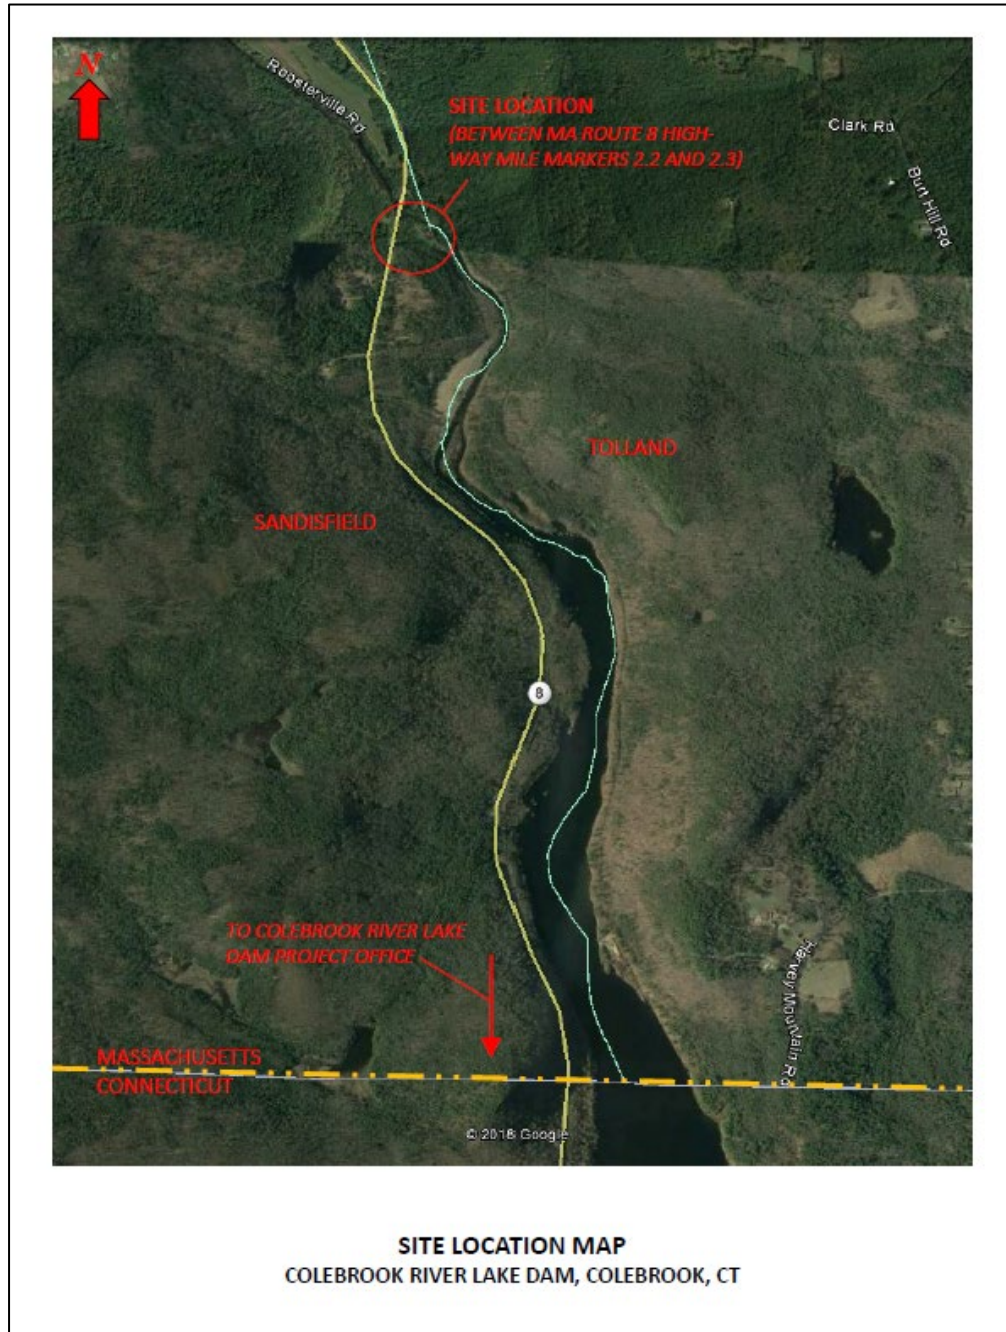 N
Roosterville Rd
SITE LOCATION
(BETWEEN MA ROUTE 8 HIGH-
WAY MILE MARKERS 2.2 AND 2.3)
Clark Rd
Burt Hill Rd
TOLLAND
SANDISFIELD
8
TO COLEBROOK RIVER LAKE
DAM PROJECT OFFICE
Harvey Mountain Rd
MASSACHUSETTS
CONNECTICUT
© 2018 Google
SITE LOCATION MAP
COLEBROOK RIVER LAKE DAM, COLEBROOK, CT